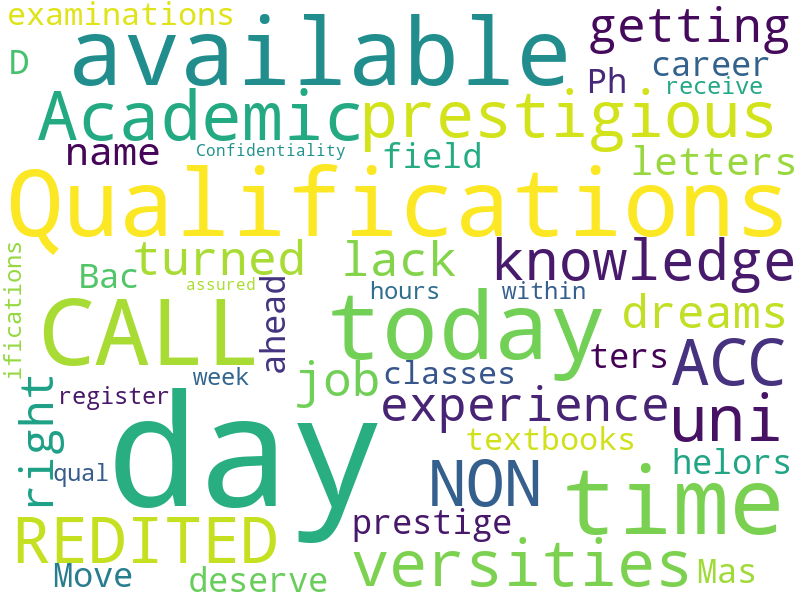 examinations
available
getting
D
Ph
career
receive
Academic
prestigious
name
Confidentiality
field
letters
Qualifications
ifications
Bac
turned
lack
knowledge
assured
hours
within
CALL
ahead
today
dreams
ters
ACC
week
job
classes
register
right
day
experience
uni
textbooks
qual
NON
helors
time
REDITED
prestige
versities
Move
deserve
Mas